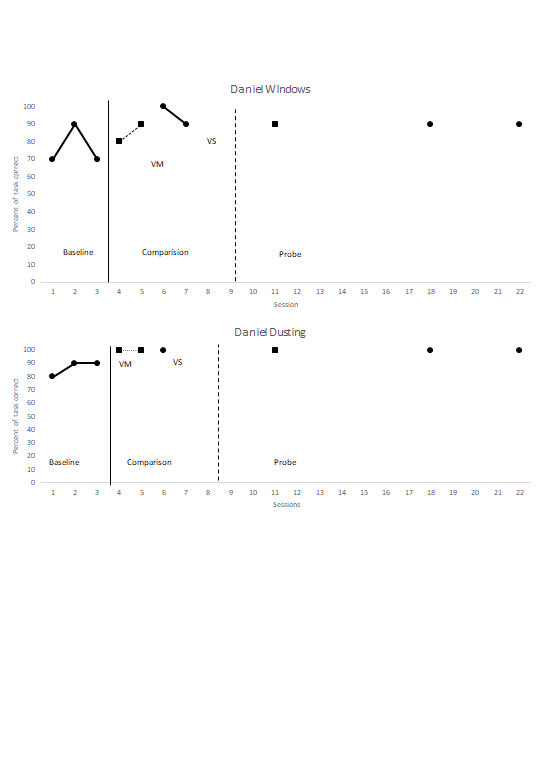 Daniel WIndows
100
90
80
70
60
50
40
30
20
10
0
Percent of task correct
VS
VM
Baseline
Comparision
Probe
1 2 3 4 5 6 7 8 9 10 11 12 13 14 15 16 17 18 19 20 21 22
Session
Daniel Dusting
100
90
80
70
60
50
40
30
20
10
0
Percent of task correct
VM
VS
Baseline
Comparison
Probe
1 2 3 4 5 6 7 8 9 10 11 12 13 14 15 16 17 18 19 20 21 22
Sessions